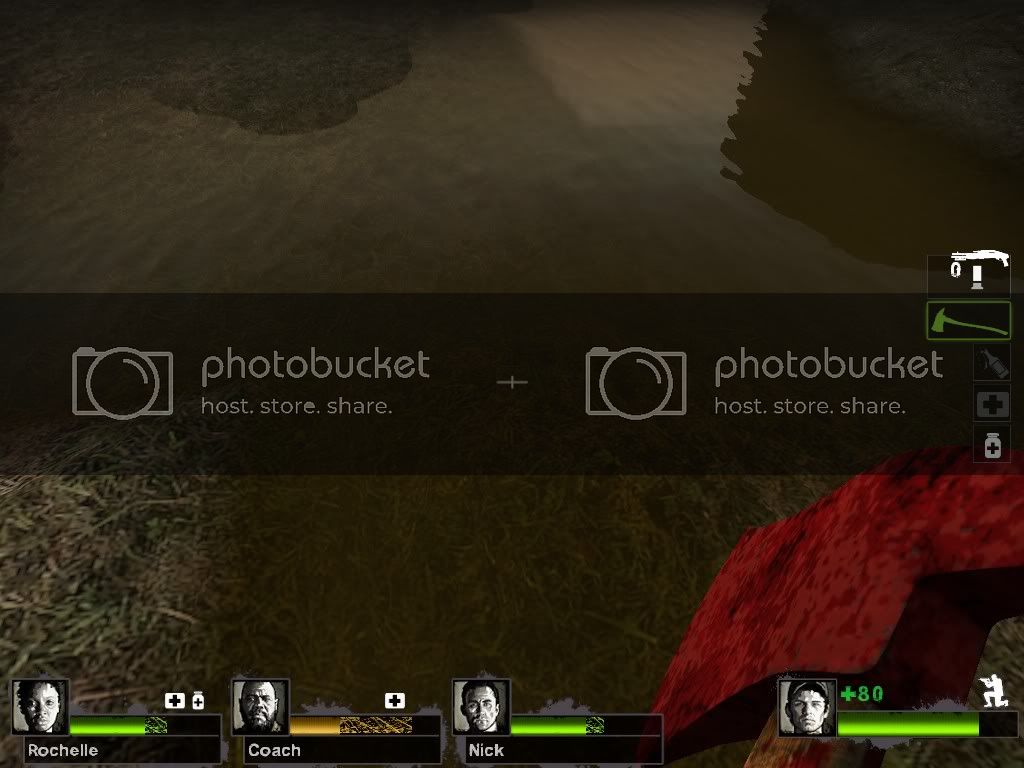 0
photobucket
host. store. share.
photobucket
host. store. share.
+80
Rochelle
Coach
Nick